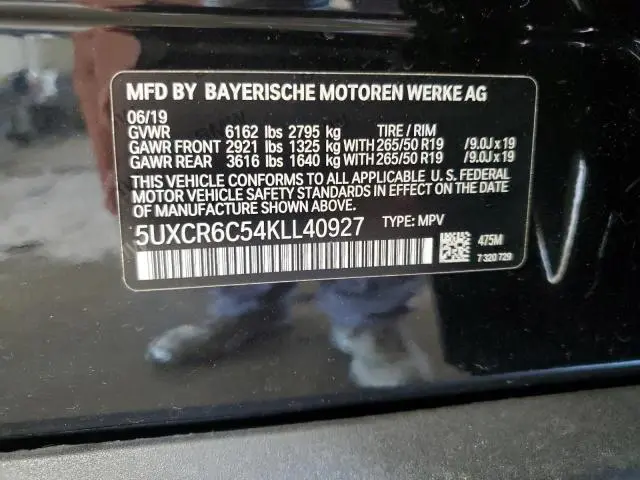 MFD BY BAYERISCHE MOTOREN WERKE AG
06/19
GVWR 6162 lbs 2795 kg TIRE / RIM
GAWR FRONT 2921 lbs 1325 kg WITH 265/50 R19 /9.0J x 19
GAWR REAR 3616 lbs 1640 kg WITH 265/50 R19 /9.0J x 19
THIS VEHICLE CONFORMS TO ALL APPLICABLE U. S. FEDERAL
MOTOR VEHICLE SAFETY STANDARDS IN EFFECT ON THE DATE
OF MANUFACTURE SHOWN ABOVE.
5UXCR6C54KLL40927 TYPE: MPV
475M
7 320 729